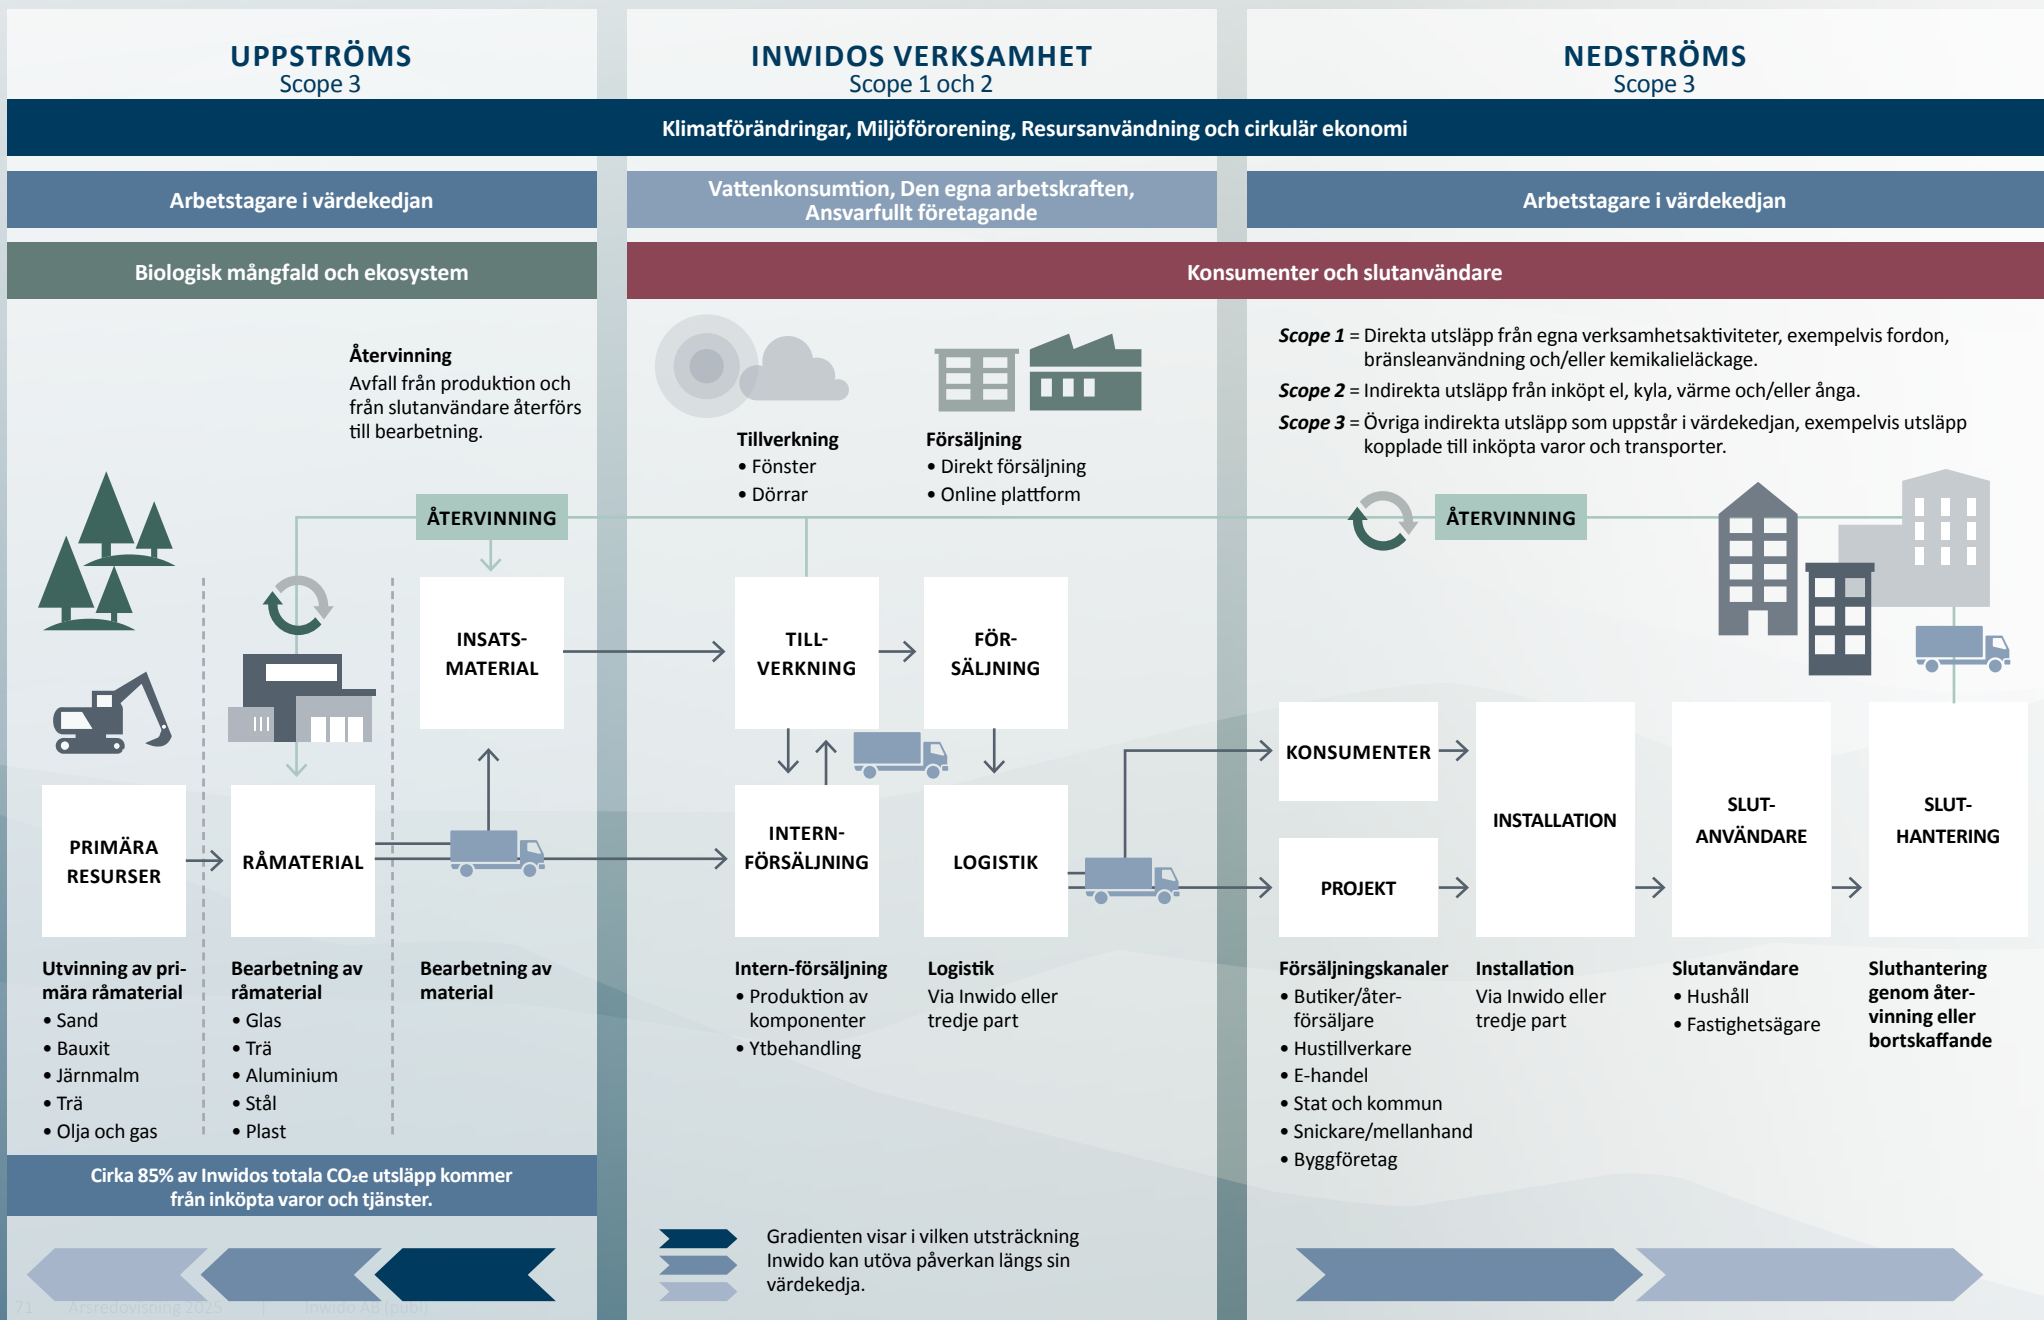 UPPSTRÖMS
Scope 3
INWIDOS VERKSAMHET
Scope 1 och 2
NEDSTRÖMS
Scope 3
Klimatförändringar, Miljöförorening, Resursanvändning och cirkulär ekonomi
Arbetstagare i värdekedjan
Vattenkonsumtion, Den egna arbetskraften,
Ansvarfullt företagande
Arbetstagare i värdekedjan
Biologisk mångfald och ekosystem
Konsumenter och slutanvändare
Återvinning
Avfall från produktion och
från slutanvändare återförs
till bearbetning.
Tillverkning
• Fönster
• Dörrar
Försäljning
• Direkt försäljning
• Online plattform
Scope 1 = Direkta utsläpp från egna verksamhetsaktiviteter, exempelvis fordon,
bränsleanvändning och/eller kemikalieläckage.
Scope 2 = Indirekta utsläpp från inköpt el, kyla, värme och/eller ånga.
Scope 3 = Övriga indirekta utsläpp som uppstår i värdekedjan, exempelvis utsläpp
kopplade till inköpta varor och transporter.
ÅTERVINNING
ÅTERVINNING
INSATS-
MATERIAL
TILL-
VERKNING
FÖR-
SÄLJNING
PRIMÄRA
RESURSER
RÅMATERIAL
INTERN-
FÖRSÄLJNING
LOGISTIK
KONSUMENTER
PROJEKT
INSTALLATION
SLUT-
ANVÄNDARE
SLUT-
HANTERING
Utvinning av pri-
mära råmaterial
• Sand
• Bauxit
• Järnmalm
• Trä
• Olja och gas
Bearbetning av
råmaterial
• Glas
• Trä
• Aluminium
• Stål
• Plast
Bearbetning av
material
Intern-försäljning
• Produktion av
komponenter
• Ytbehandling
Logistik
Via Inwido eller
tredje part
Försäljningskanaler
• Butiker/åter-
försäljare
• Hustillverkare
• E-handel
• Stat och kommun
• Snickare/mellanhand
• Byggföretag
Installation
Via Inwido eller
tredje part
Slutanvändare
• Hushåll
• Fastighetsägare
Sluthantering
genom åter-
vinning eller
bortskaffande
Cirka 85% av Inwidos totala CO₂e utsläpp kommer
från inköpta varor och tjänster.
Gradienten visar i vilken utsträckning
Inwido kan utöva påverkan längs sin
värdekedja.
71 Årsredovisning 2025 | Inwido AB (publ)